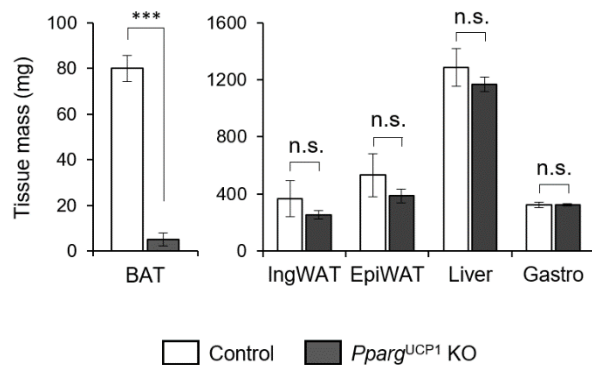 Tissue mass (mg)
100
80
60
40
20
0
***
BAT
1600
1200
800
400
0
n.s.
n.s.
n.s.
n.s.
IngWAT EpiWAT Liver Gastro
Control PpargUCP1 KO